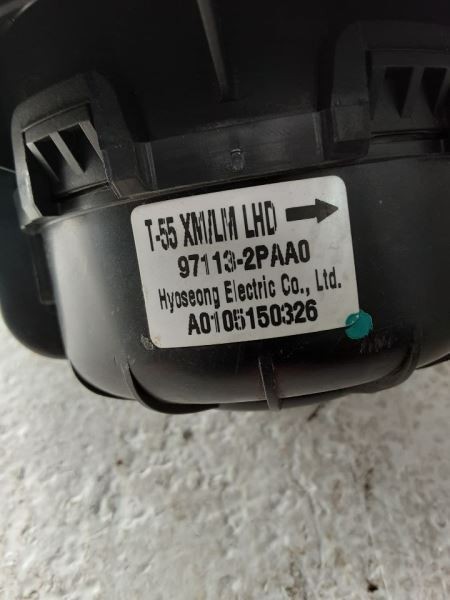 T-55 XM/LM LHD →
97113-2PAA0
Hyoseong Electric Co., Ltd.
A0105150326